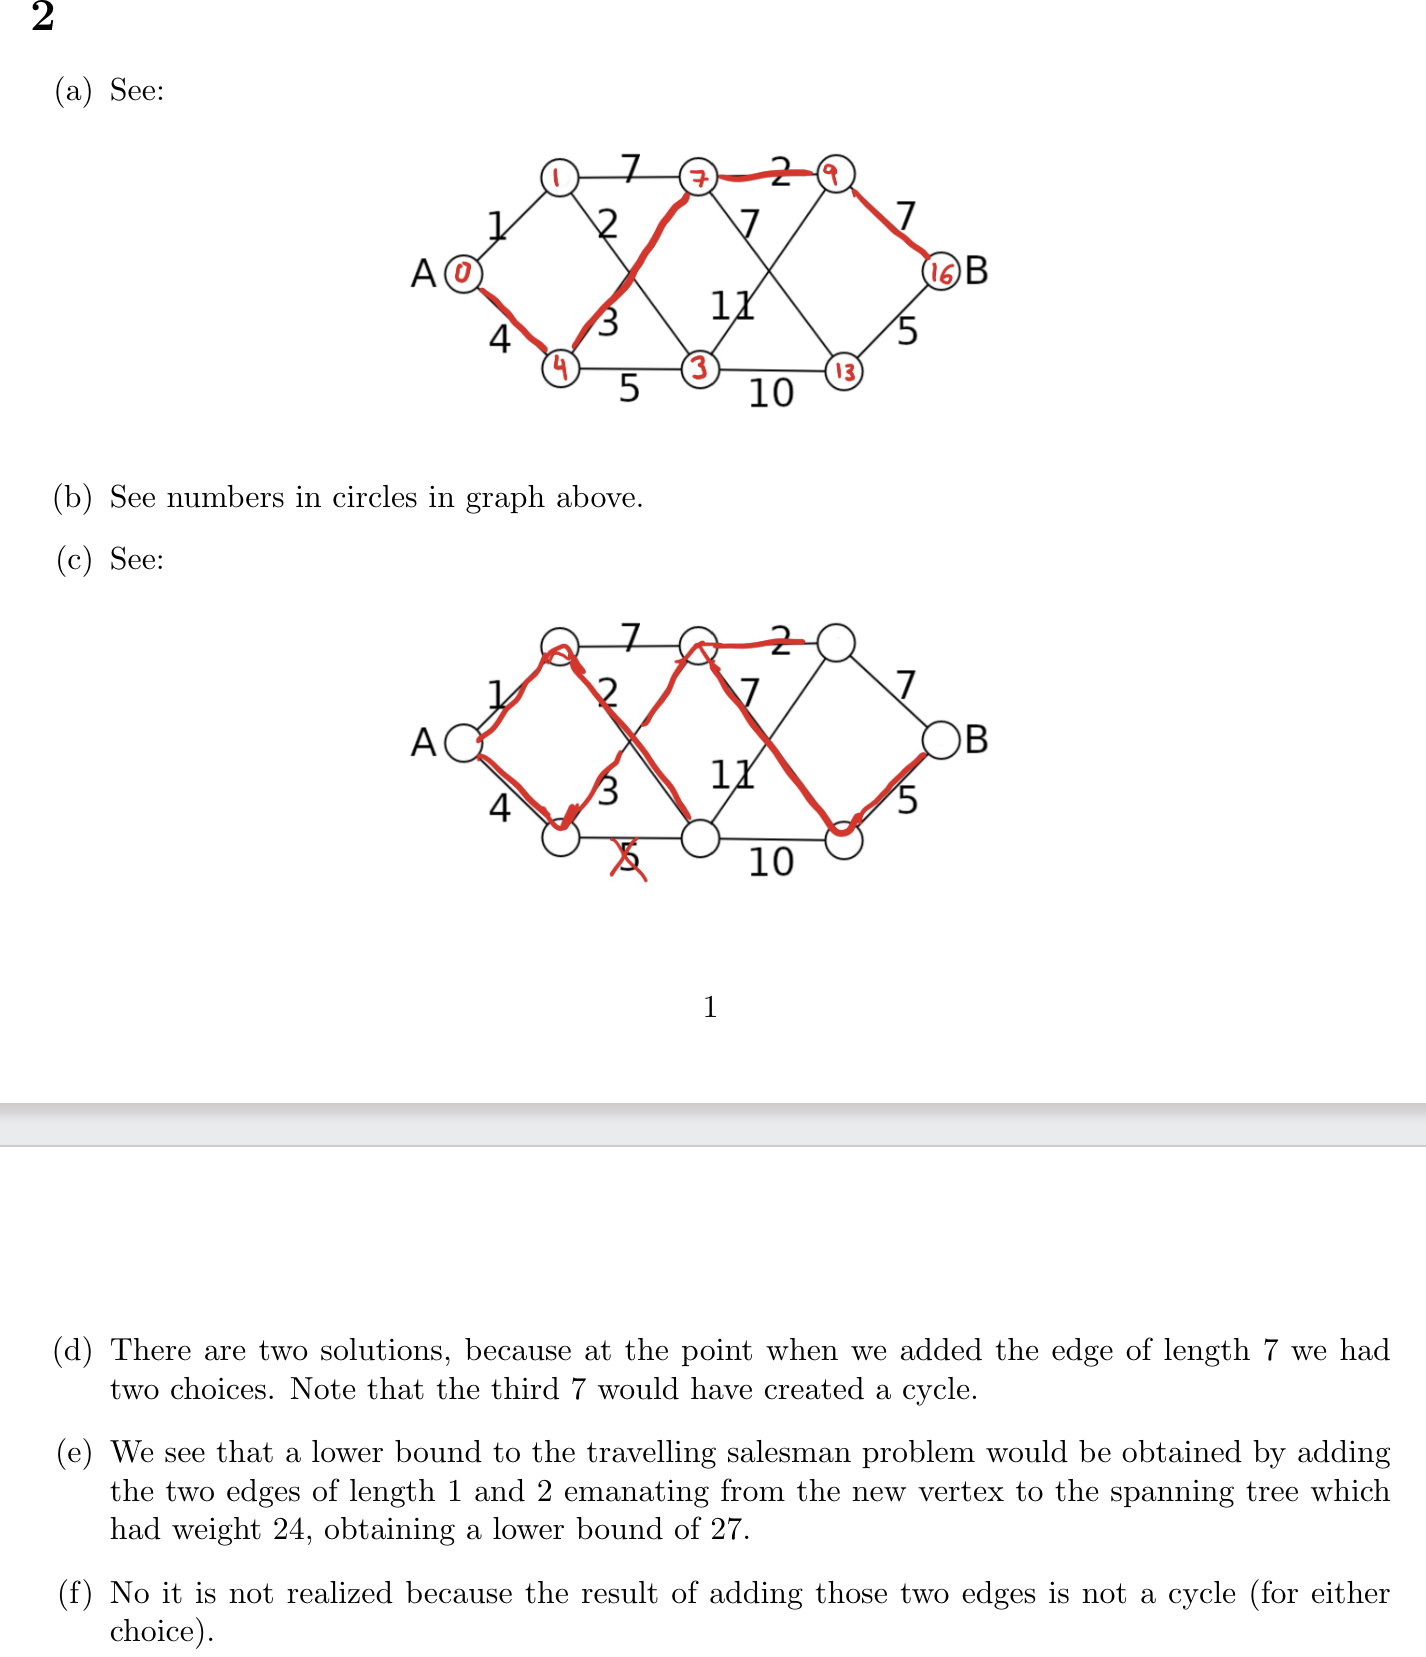 2
(a) See:
7 2
1 7 9
1 2 7 7
A 0 16 B
4 3 11 5
4 3 13
5 10
(b) See numbers in circles in graph above.
(c) See:
7 2
1 2 7 7
A B
4 3 11 5
5 10
1
(d) There are two solutions, because at the point when we added the edge of length 7 we had
two choices. Note that the third 7 would have created a cycle.
(e) We see that a lower bound to the travelling salesman problem would be obtained by adding
the two edges of length 1 and 2 emanating from the new vertex to the spanning tree which
had weight 24, obtaining a lower bound of 27.
(f) No it is not realized because the result of adding those two edges is not a cycle (for either
choice).